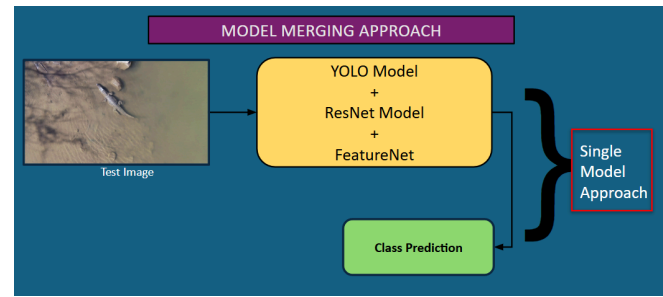 MODEL MERGING APPROACH
YOLO Model
+
ResNet Model
+
FeatureNet
Test Image
Single
Model
Approach
Class Prediction